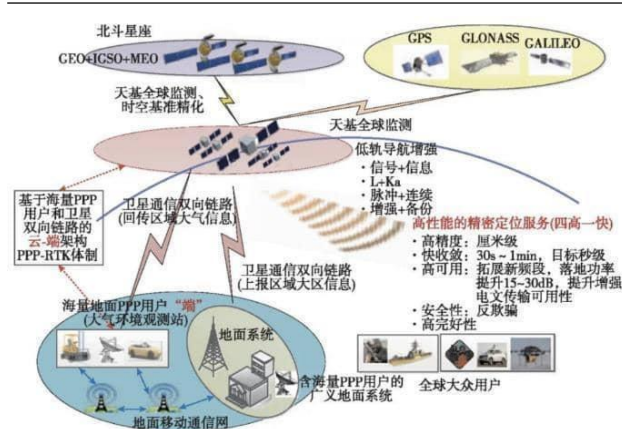 北斗星座
GEO+IGSO+MEO
GPS
GLONASS
GALILEO
天基全球监测、
时空基准精化
天基全球监测
低轨导航增强
· 信号+信息
· L+Ka
· 脉冲+连续
· 增强+备份
基于海量PPP
用户和卫星
双向链路的
云-端架构
PPP-RTK体制
卫星通信双向链路
(回传区域大气信息)
卫星通信双向链路
(上报区域大区信息)
高性能的精密定位服务(四高一快)
· 高精度：厘米级
· 快收敛：30s～1min，目标秒级
· 高可用：拓展新频段，落地功率
提升15~30dB，提升增强
电文传输可用性
· 安全性：反欺骗
· 高完好性
海量地面PPP用户“端”
(大气环境观测站)
地面系统
含海量PPP用户的
广义地面系统
全球大众用户
地面移动通信网